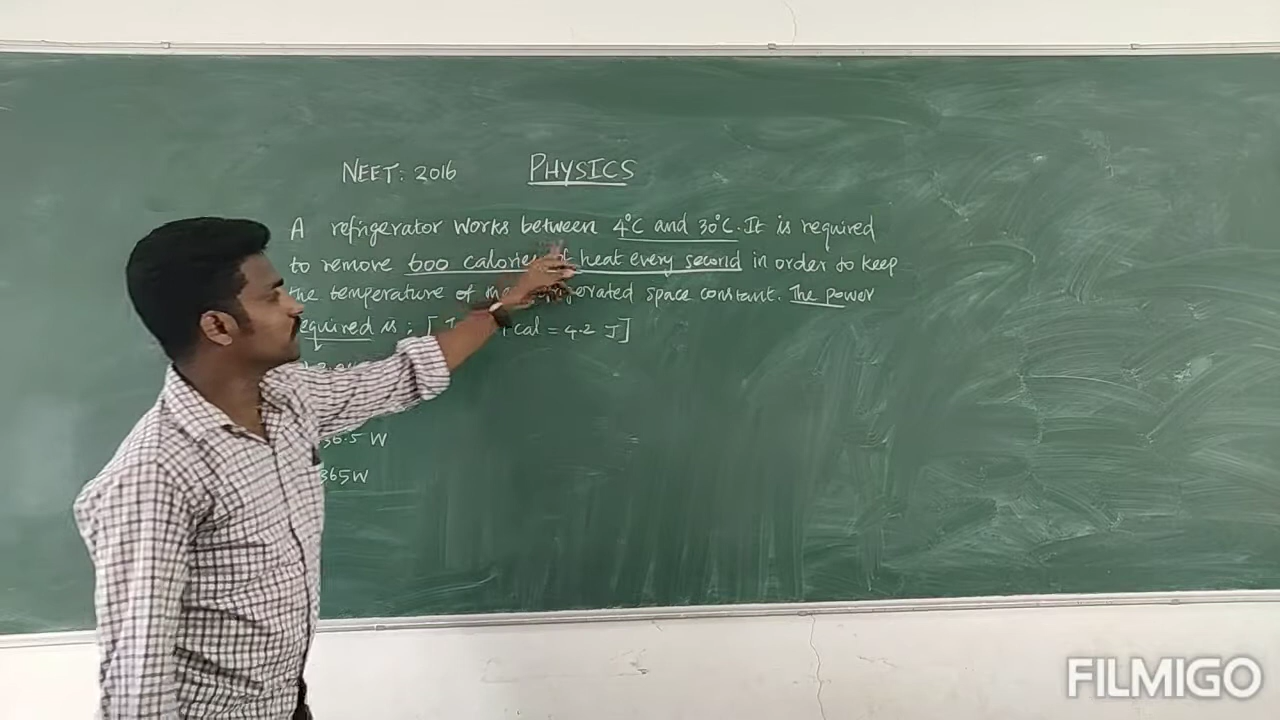 NEET: 2016 PHYSICS
A refrigerator works between 4°C and 30°C. It is required
to remove 600 calories of heat every second in order to keep
the temperature of refrigerated space constant. The power
required is : [ 1 cal = 4.2 J]
36.5 W
365W
FILMIGO